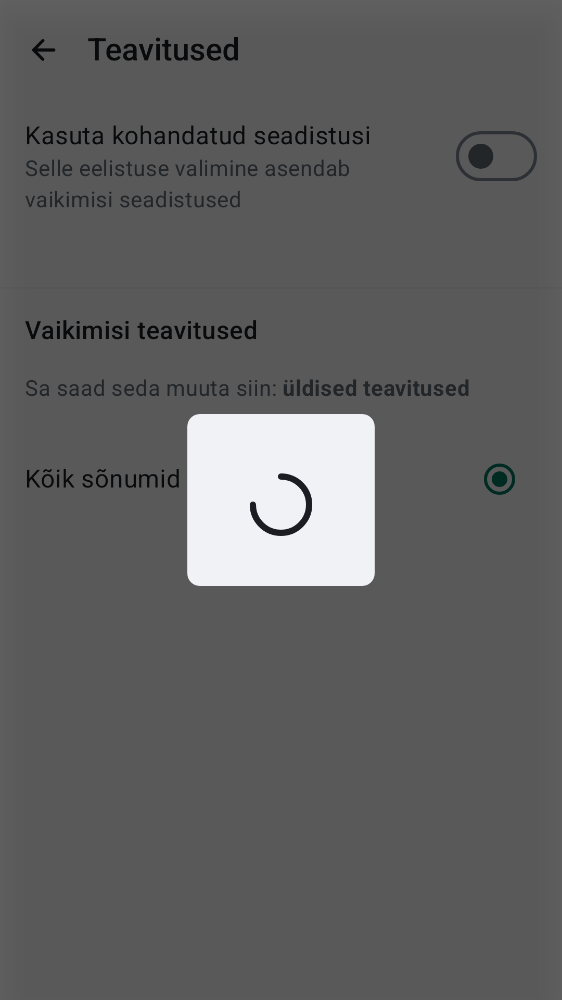 Teavitused
Kasuta kohandatud seadistusi
Selle eelistuse valimine asendab
vaikimisi seadistused
Vaikimisi teavitused
Sa saad seda muuta siin: üldised teavitused
Kõik sõnumid